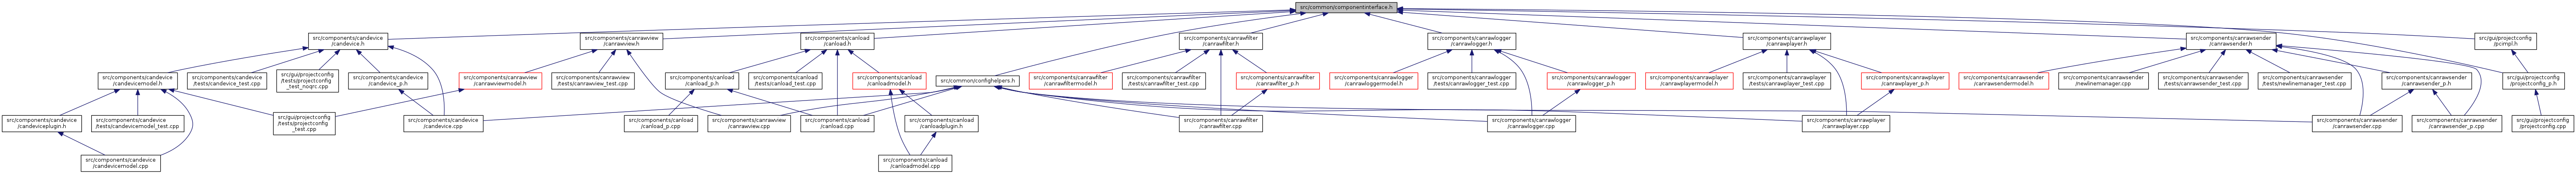 src/common/componentinterface.h
src/components/candevice
/candevice.h
src/components/canrawview
/canrawview.h
src/components/canload
/canload.h
src/components/canrawfilter
/canrawfilter.h
src/components/canrawlogger
/canrawlogger.h
src/components/canrawplayer
/canrawplayer.h
src/components/canrawsender
/canrawsender.h
src/gui/projectconfig
/pcimpl.h
src/components/candevice
/candevicemodel.h
src/components/candevice
/tests/candevice_test.cpp
src/gui/projectconfig
/tests/projectconfig
_test_noqrc.cpp
src/components/candevice
/candevice_p.h
src/components/canrawview
/canrawviewmodel.h
src/components/canrawview
/tests/canrawview_test.cpp
src/components/canload
/canload_p.h
src/components/canload
/tests/canload_test.cpp
src/components/canload
/canloadmodel.h
src/common/confighelpers.h
src/components/canrawfilter
/canrawfiltermodel.h
src/components/canrawfilter
/tests/canrawfilter_test.cpp
src/components/canrawfilter
/canrawfilter_p.h
src/components/canrawlogger
/canrawloggermodel.h
src/components/canrawlogger
/tests/canrawlogger_test.cpp
src/components/canrawlogger
/canrawlogger_p.h
src/components/canrawplayer
/canrawplayermodel.h
src/components/canrawplayer
/tests/canrawplayer_test.cpp
src/components/canrawplayer
/canrawplayer_p.h
src/components/canrawsender
/canrawsendermodel.h
src/components/canrawsender
/newlinemanager.cpp
src/components/canrawsender
/tests/canrawsender_test.cpp
src/components/canrawsender
/tests/newlinemanager_test.cpp
src/components/canrawsender
/canrawsender_p.h
src/gui/projectconfig
/projectconfig_p.h
src/components/candevice
/candeviceplugin.h
src/components/candevice
/tests/candevicemodel_test.cpp
src/gui/projectconfig
/tests/projectconfig
_test.cpp
src/components/candevice
/candevice.cpp
src/components/canload
/canload_p.cpp
src/components/canrawview
/canrawview.cpp
src/components/canload
/canload.cpp
src/components/canload
/canloadplugin.h
src/components/canrawfilter
/canrawfilter.cpp
src/components/canrawlogger
/canrawlogger.cpp
src/components/canrawplayer
/canrawplayer.cpp
src/components/canrawsender
/canrawsender.cpp
src/components/canrawsender
/canrawsender_p.cpp
src/gui/projectconfig
/projectconfig.cpp
src/components/candevice
/candevicemodel.cpp
src/components/canload
/canloadmodel.cpp